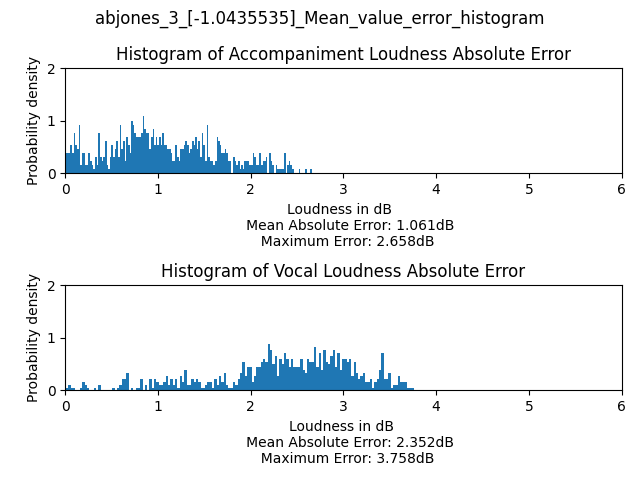 abjones_3_[-1.0435535]_Mean_value_error_histogram
Histogram of Accompaniment Loudness Absolute Error
Probability density
2
1
0
0 1 2 3 4 5 6
Loudness in dB
Mean Absolute Error: 1.061dB
Maximum Error: 2.658dB
Histogram of Vocal Loudness Absolute Error
Probability density
2
1
0
0 1 2 3 4 5 6
Loudness in dB
Mean Absolute Error: 2.352dB
Maximum Error: 3.758dB